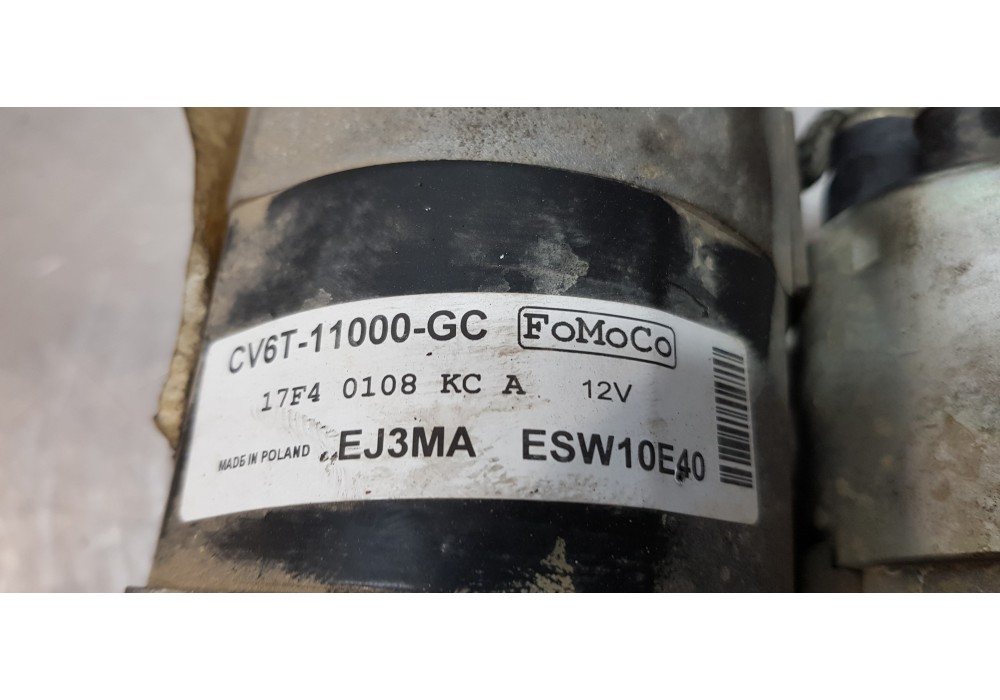 CV6T-11000-GC FoMoCo
17F4 0108 KC A 12V
MADE IN POLAND EJ3MA ESW10E40